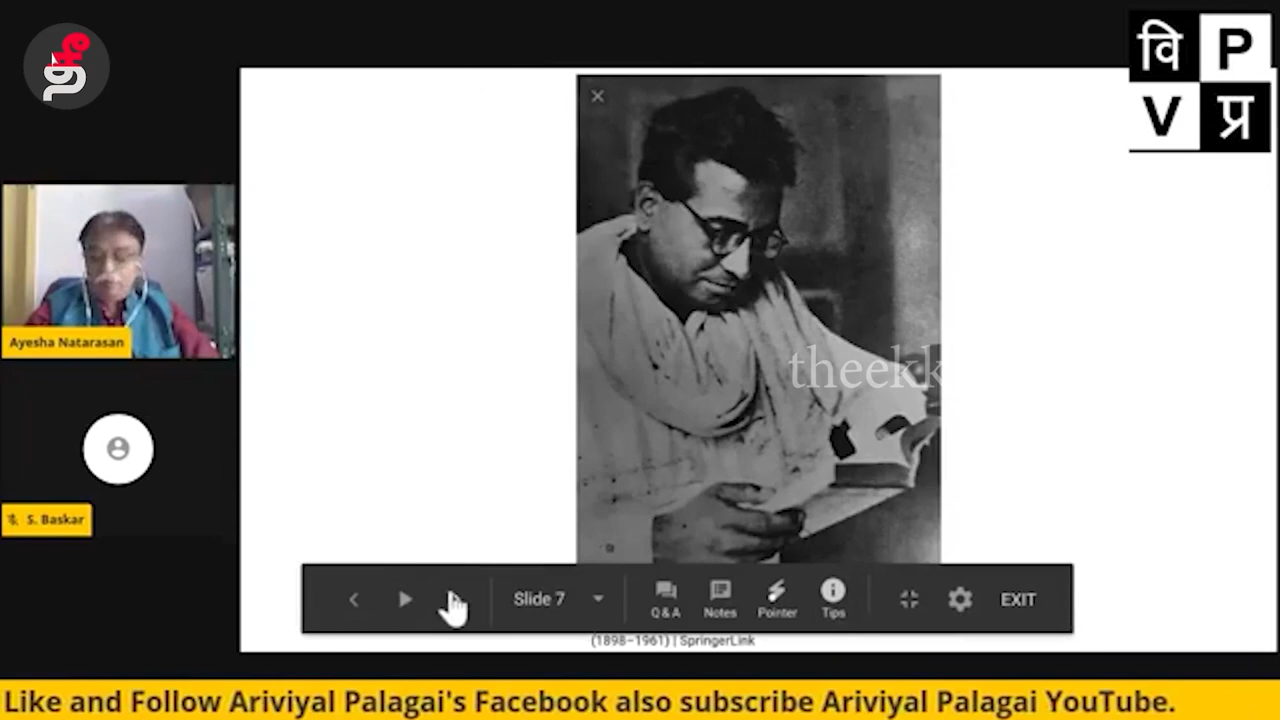 वि P
V प्र
theekk
Ayesha Natarasan
S. Baskar
Slide 7
Q & A
Notes
Pointer
Tips
EXIT
(1898–1961) | SpringerLink
Like and Follow Ariviyal Palagai's Facebook also subscribe Ariviyal Palagai YouTube.